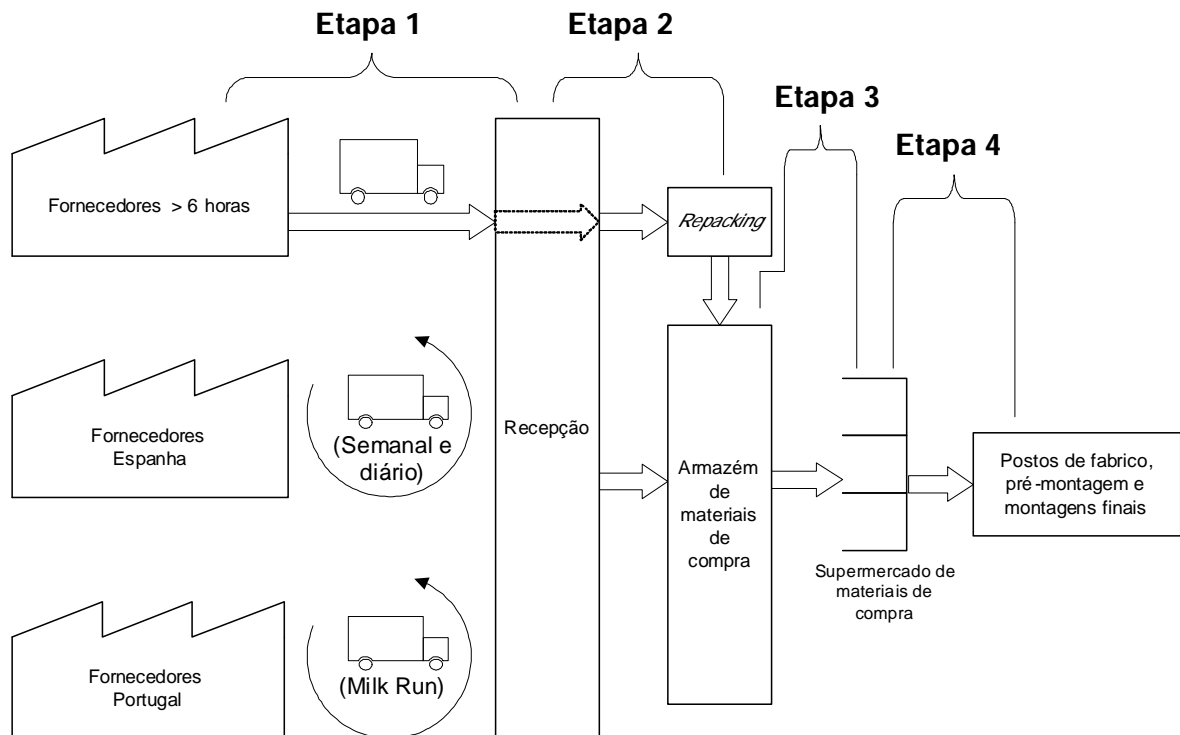 Etapa 1
Etapa 2
Etapa 3
Etapa 4
Fornecedores > 6 horas
Repacking
Fornecedores
Espanha
(Semanal e
diário)
Recepção
Armazém
de
materiais
de
compra
Postos de fabrico,
pré-montagem e
montagens finais
Supermercado de
materiais de
compra
Fornecedores
Portugal
(Milk Run)